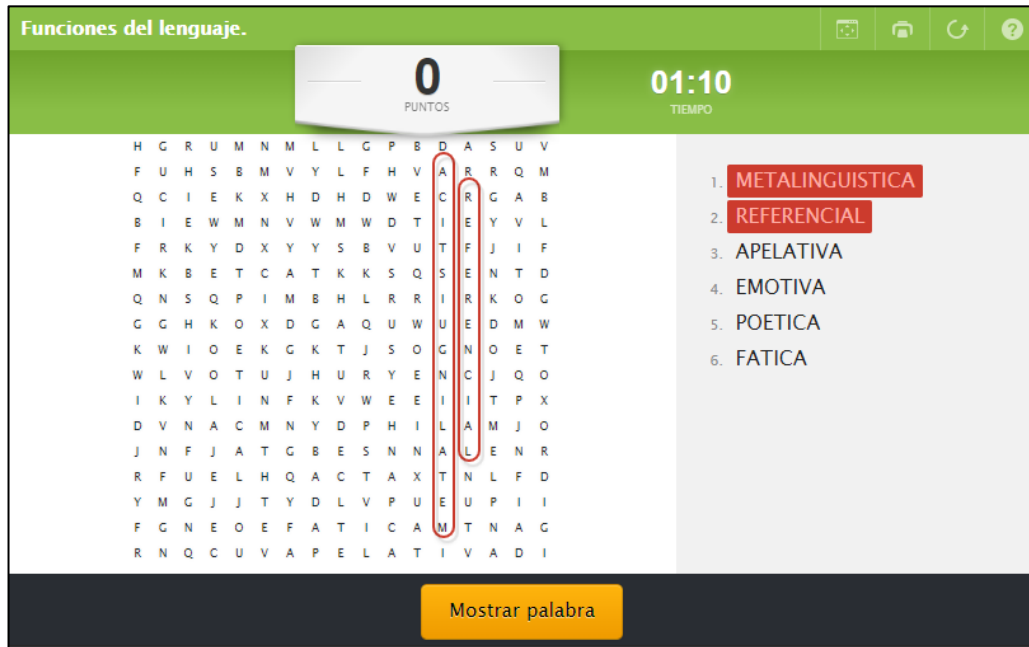 Funciones del lenguaje.
0
PUNTOS
01:10
TIEMPO
H G R U M N M L L G P B D A S U V
F U H S B M V Y L F H V A R R Q M
Q C I E K X H D H D W E C R G A B
B I E W M N V W M W D T I E Y V L
F R K Y D X Y Y S B V U T F J I F
M K B E T C A T K K S Q S E N T D
Q N S Q P I M B H L R R I R K O G
G G H K O X D G A Q U W U E D M W
K W I O E K G K T J S O G N O E T
W L V O T U J H U R Y E N C J Q O
I K Y L I N F K V W E E I I T P X
D V N A C M N Y D P H I L A M J O
J N F J A T G B E S N N A L E N R
R F U E L H Q A C T A X T N L F D
Y M G J J T Y D L V P U E U P I I
F G N E O E F A T I C A M T N A G
R N Q C U V A P E L A T I V A D I
1. METALINGUISTICA
2. REFERENCIAL
3. APELATIVA
4. EMOTIVA
5. POETICA
6. FATICA
Mostrar palabra